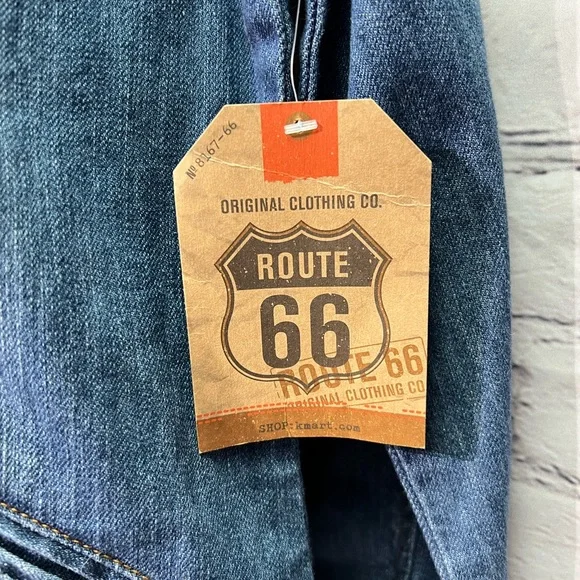 Nº 8167-66
ORIGINAL CLOTHING CO.
ROUTE
66
ROUTE 66
ORIGINAL CLOTHING CO
SHOP:kmart.com